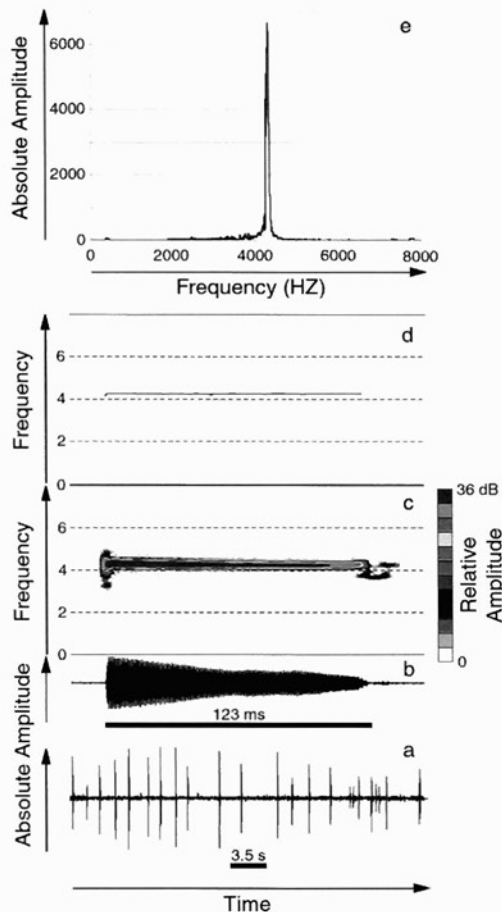 e
Absolute Amplitude
6000
4000
2000
0
0 2000 4000 6000 8000
Frequency (HZ)
d
Frequency
6
4
2
0
c
Frequency
6
4
2
0
36 dB
Relative
Amplitude
0
b
Absolute Amplitude
123 ms
a
3.5 s
Time